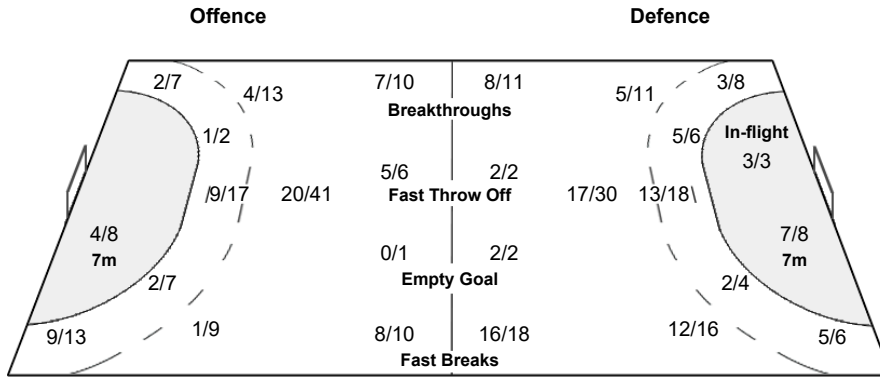 Offence Defence
2/7 4/13 7/10 8/11 5/11 3/8
Breakthroughs
1/2 5/6 In-flight
3/3
5/6 2/2
9/17 20/41 Fast Throw Off 17/30 13/18
4/8 7/8
7m 7m
0/1 2/2
2/7 Empty Goal 2/4
9/13 1/9 8/10 16/18 12/16 5/6
Fast Breaks